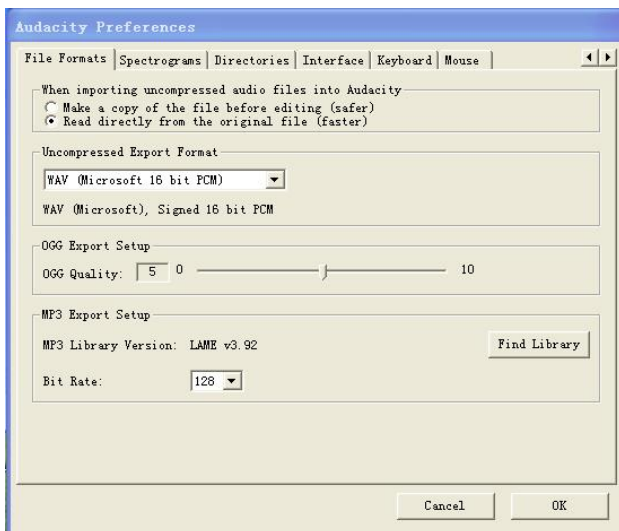 Audacity Preferences
File Formats Spectrograms Directories Interface Keyboard Mouse
When importing uncompressed audio files into Audacity
Make a copy of the file before editing (safer)
Read directly from the original file (faster)
Uncompressed Export Format
WAV (Microsoft 16 bit PCM)
WAV (Microsoft), Signed 16 bit PCM
OGG Export Setup
OGG Quality: 5 0 10
MP3 Export Setup
MP3 Library Version: LAME v3.92 Find Library
Bit Rate: 128
Cancel OK